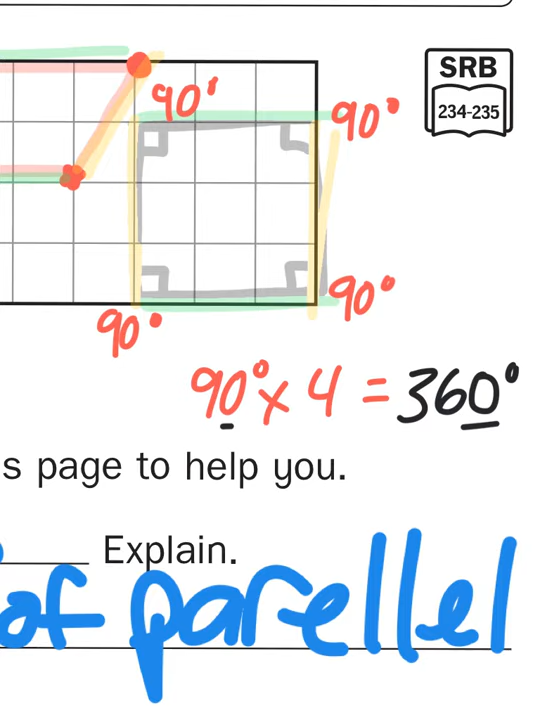 SRB
234-235
90°
90°
90°
90°
90° x 4 = 360°
s page to help you.
Explain.
of parellel